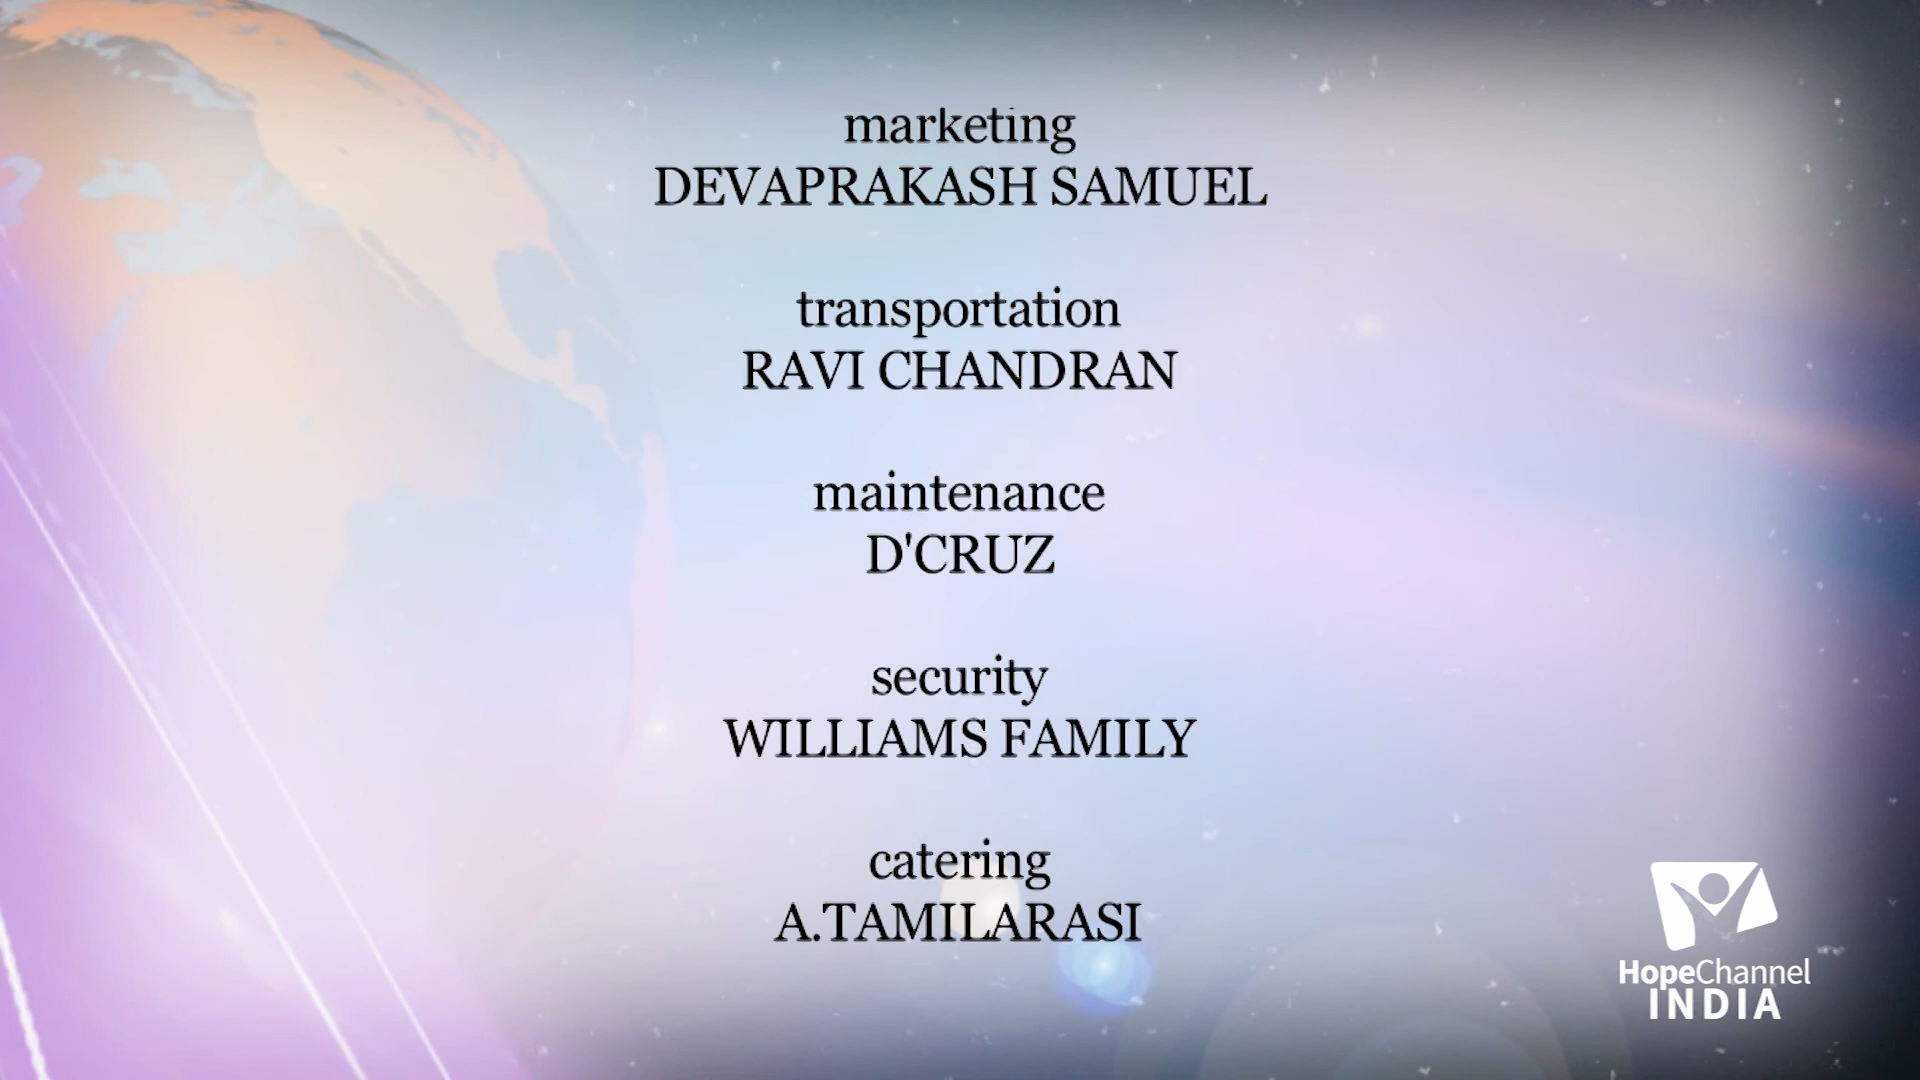 marketing
DEVAPRAKASH SAMUEL
transportation
RAVI CHANDRAN
maintenance
D'CRUZ
security
WILLIAMS FAMILY
catering
A.TAMILARASI
HopeChannel
INDIA